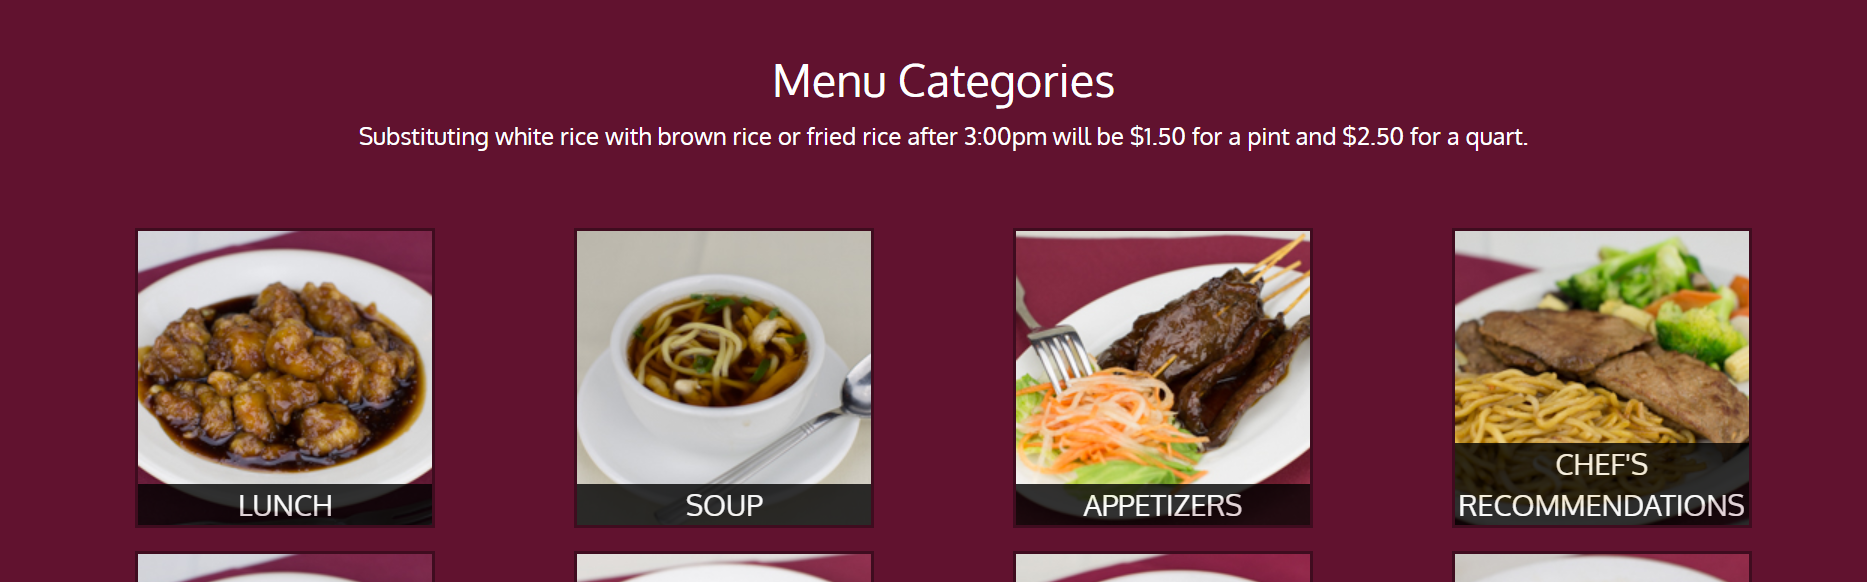 Menu Categories
Substituting white rice with brown rice or fried rice after 3:00pm will be $1.50 for a pint and $2.50 for a quart.
LUNCH
SOUP
APPETIZERS
CHEF'S
RECOMMENDATIONS